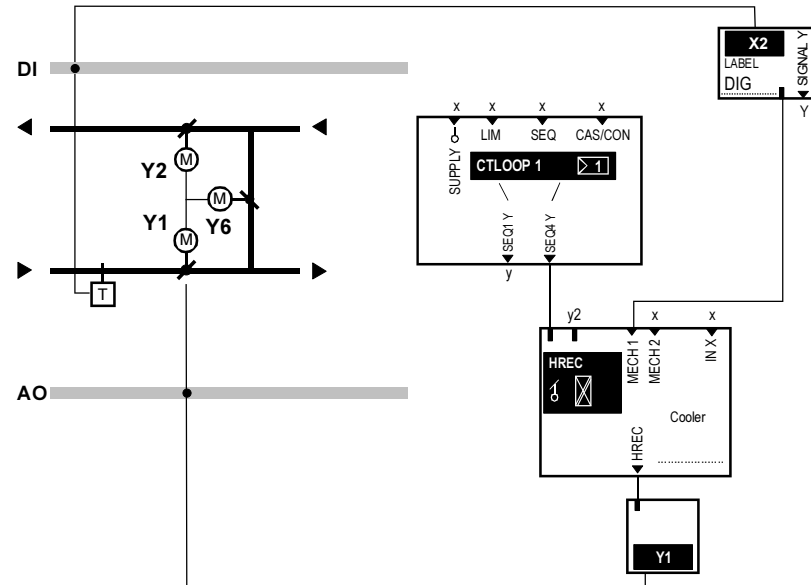 X2
LABEL
DIG
SIGNAL Y
Y
DI
M
Y2
M
Y6
Y1
M
T
AO
x x x x
SUPPLY LIM SEQ CAS/CON
CTLOOP 1 1
SEQ1 Y SEQ4 Y
y
y2 x x
HREC
MECH 1 MECH 2 IN X
Cooler
HREC
Y1